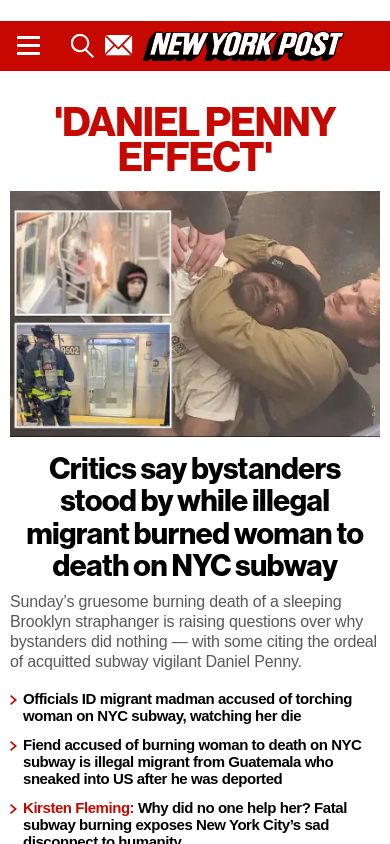 NEW YORK POST
'DANIEL PENNY
EFFECT'
9502
Critics say bystanders
stood by while illegal
migrant burned woman to
death on NYC subway
Sunday’s gruesome burning death of a sleeping
Brooklyn straphanger is raising questions over why
bystanders did nothing — with some citing the ordeal
of acquitted subway vigilant Daniel Penny.
Officials ID migrant madman accused of torching
woman on NYC subway, watching her die
Fiend accused of burning woman to death on NYC
subway is illegal migrant from Guatemala who
sneaked into US after he was deported
Kirsten Fleming: Why did no one help her? Fatal
subway burning exposes New York City’s sad
disconnect to humanity